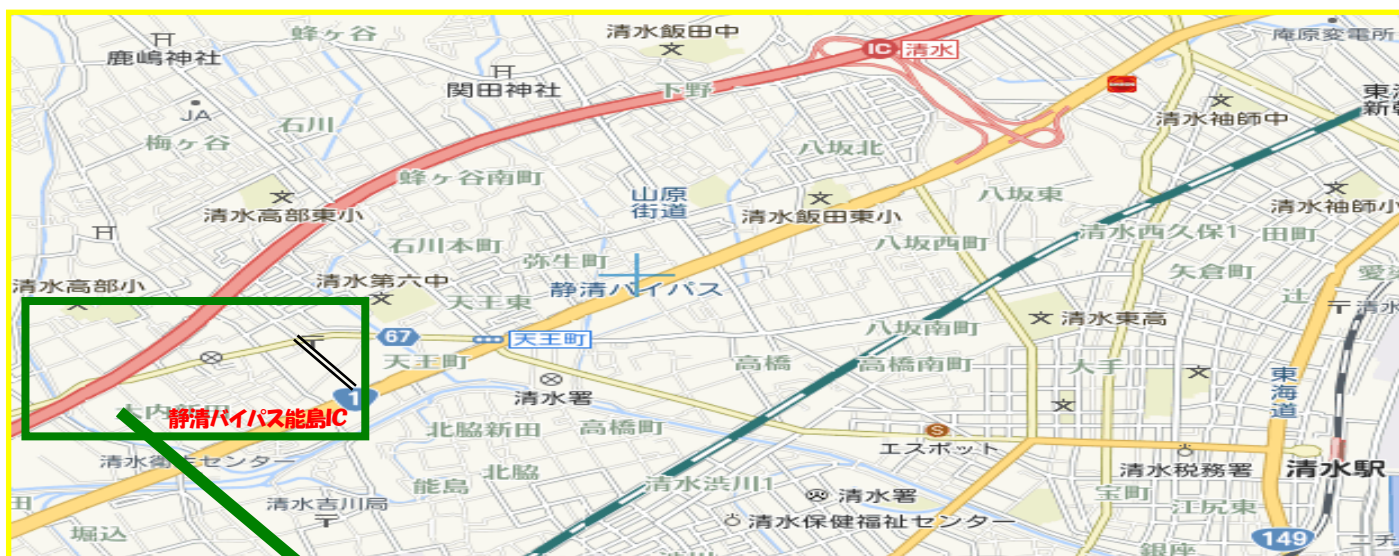 蜂ヶ谷
清水飯田中
庵原変電所
鹿嶋神社
IC 清水
関田神社
下野
JA
石川
清水袖師中
梅ヶ谷
八坂北
蜂ヶ谷南町
山原
街道
八坂東
清水高部東小
清水飯田東小
清水袖師小
石川本町
八坂西町
清水西久保1
田町
弥生町
矢倉町
清水高部小
清水第六中
天王東
静清バイパス
辻
67
天王町
八坂南町
清水東高
天王町
高橋
高橋南町
大手
清水署
東海道
静清バイパス能島IC
北脇新田
高橋町
S
エスポット
清水衛生センター
北脇
清水税務署
清水駅
能島
清水渋川1
清水署
宝町
江尻東
清水吉川局
堀込
清水保健福祉センター
149
銀座